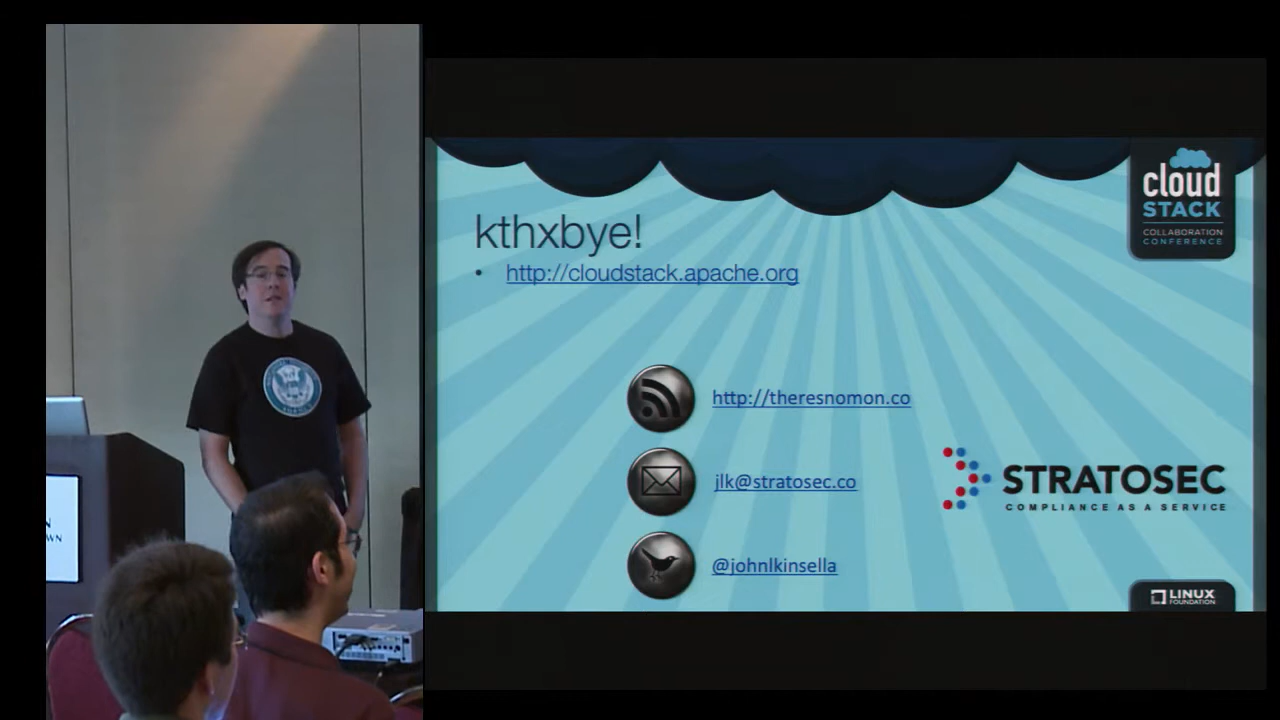 kthxbye!
• http://cloudstack.apache.org
cloud
STACK
COLLABORATION
CONFERENCE
http://theresnomon.co
jlk@stratosec.co
@johnlkinsella
STRATOSEC
COMPLIANCE AS A SERVICE
LINUX
FOUNDATION